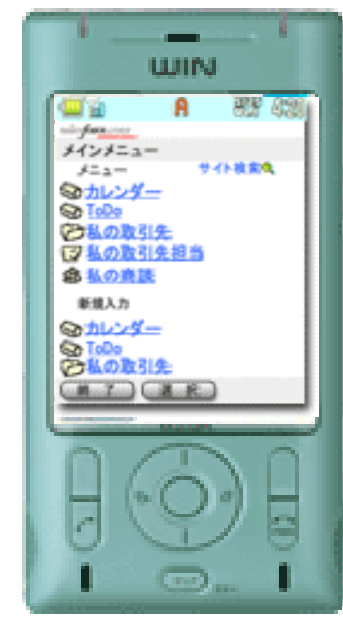 WIN
A
4:20
salesforce.com
メインメニュー
メニュー サイト検索
カレンダー
ToDo
私の取引先
私の取引先担当
私の商談
新規入力
カレンダー
ToDo
私の取引先
終 了 選 択